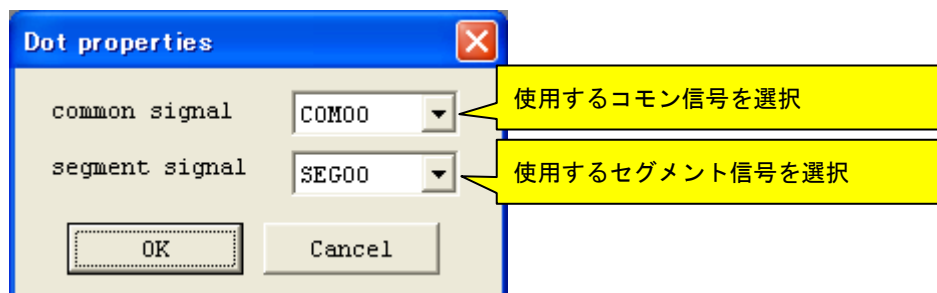 Dot properties
common signal
COM00
使用するコモン信号を選択
segment signal
SEG00
使用するセグメント信号を選択
OK
Cancel